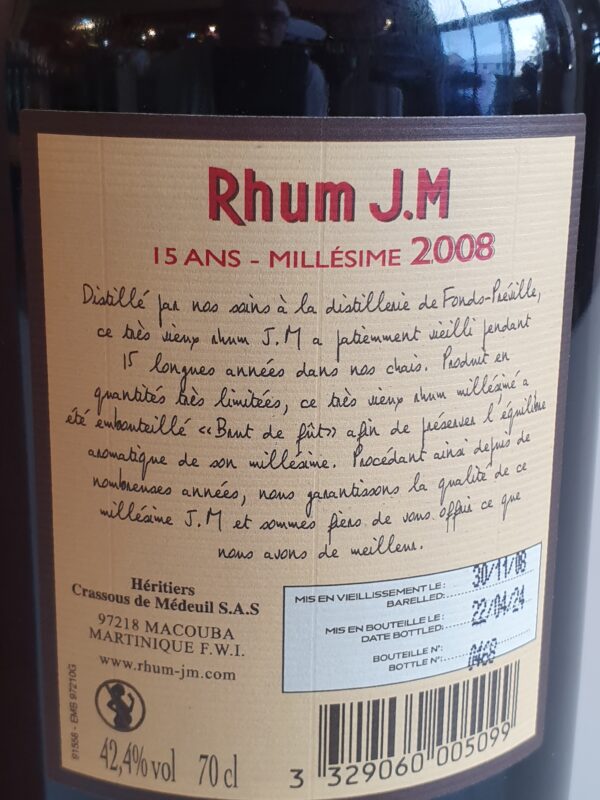 Rhum J.M
15 ANS - MILLÉSIME 2008
Distillé par nos soins à la distillerie de Fonds-Préville,
ce très vieux rhum J.M a patiemment vieilli pendant
15 longues années dans nos chais. Produit en
quantités très limitées, ce très vieux rhum millésimé a
été embouteillé «Brut de fût» afin de préserver l'équilibre
aromatique de son millésime. Procédant ainsi depuis de
nombreuses années, nous garantissons la qualité de ce
millésime J.M et sommes fiers de vous offrir ce que
nous avons de meilleur.
Héritiers
Crassous de Médeuil S.A.S
97218 MACOUBA
MARTINIQUE F.W.I.
www.rhum-jm.com
MIS EN VIEILLISSEMENT LE : 30/11/08
BARELLED:
MIS EN BOUTEILLE LE : 22/04/24
DATE BOTTLED:
BOUTEILLE N°: 0468
BOTTLE N°:
91556 - EMB 97210G
42,4% vol 70 cl
3 329060 005099